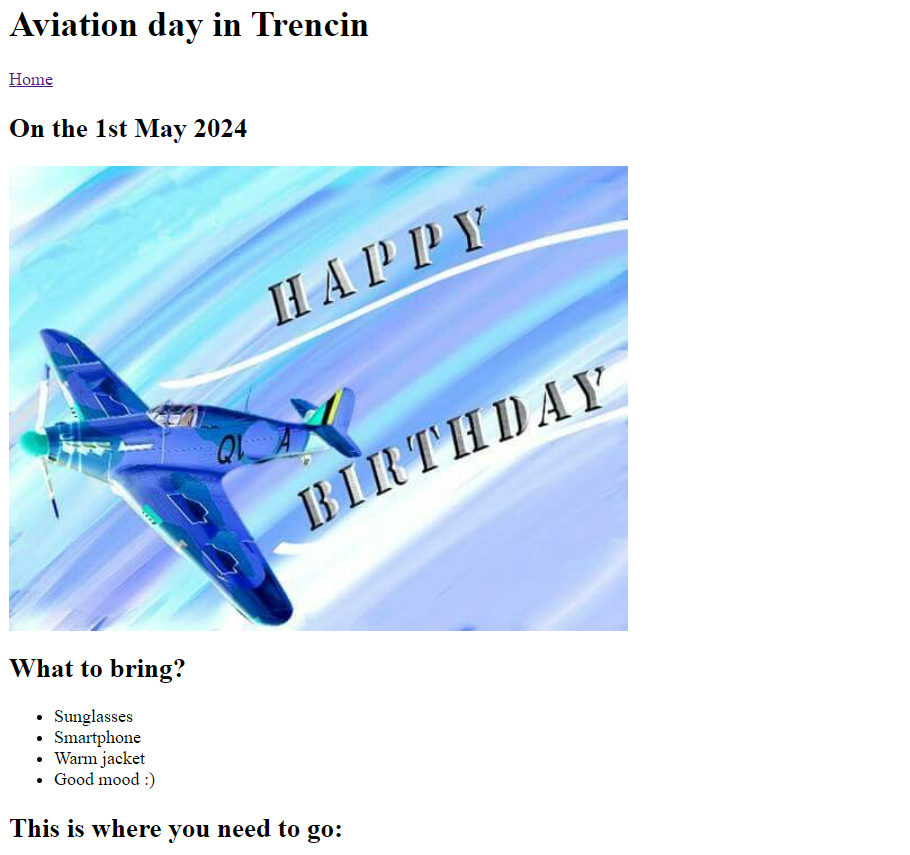 Aviation day in Trencin
Home
On the 1st May 2024
HAPPY
BIRTHDAY
What to bring?
Sunglasses
Smartphone
Warm jacket
Good mood :)
This is where you need to go: